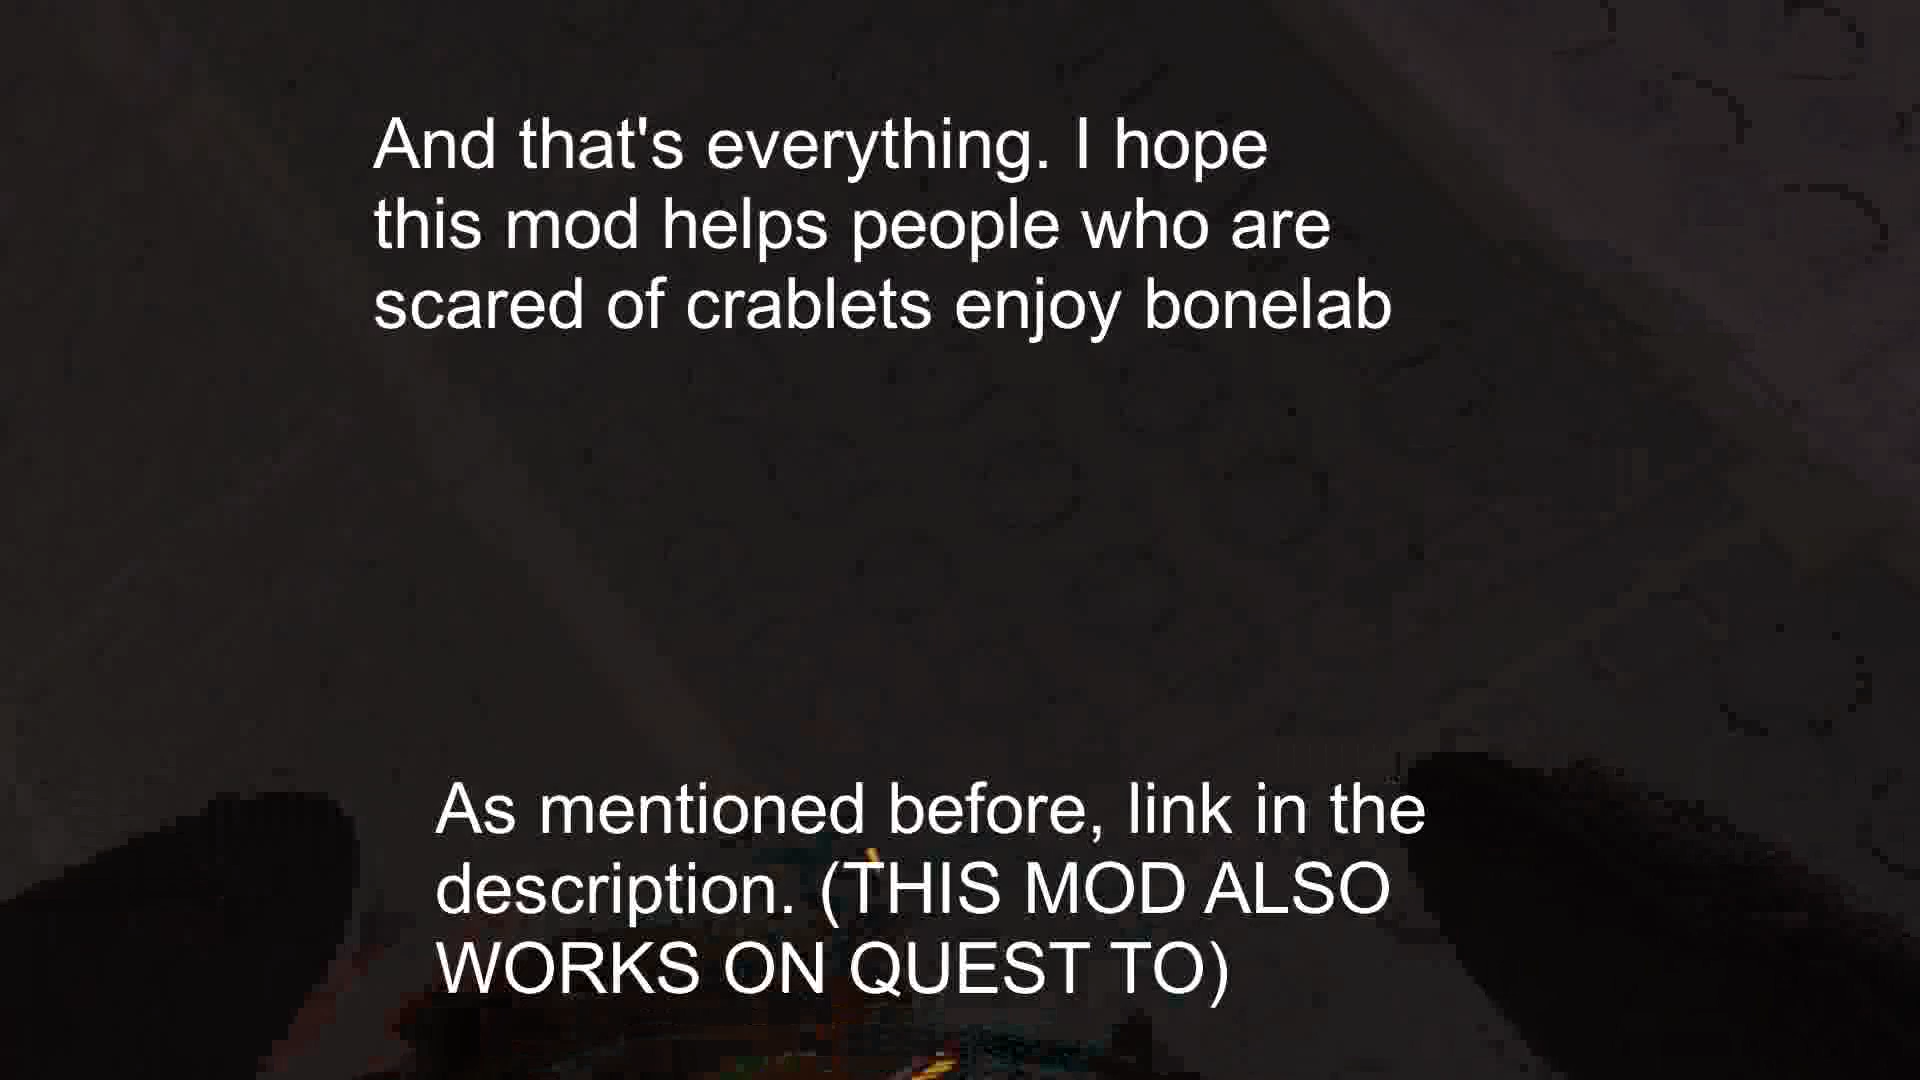 And that's everything. I hope
this mod helps people who are
scared of crablets enjoy bonelab
As mentioned before, link in the
description. (THIS MOD ALSO
WORKS ON QUEST TO)